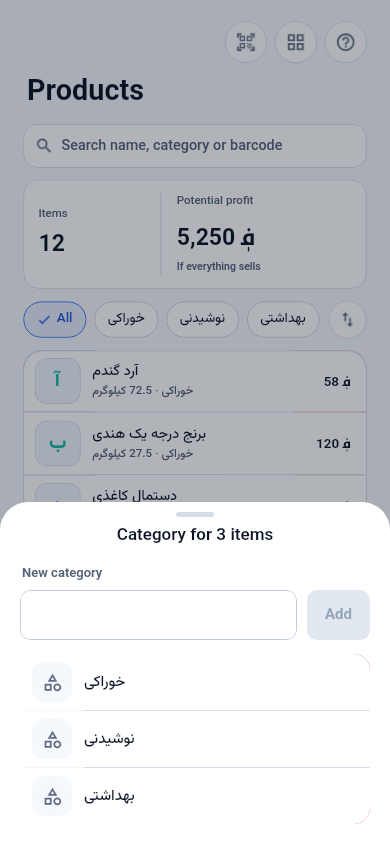 Products
Search name, category or barcode
Items
12
Potential profit
5,250 ؋
If everything sells
All
خوراکی
نوشیدنی
بهداشتی
آ
آرد گندم
خوراکی · 72.5 کیلوگرم
58 ؋
ب
برنج درجه یک هندی
خوراکی · 27.5 کیلوگرم
120 ؋
دستمال کاغذی
Category for 3 items
New category
Add
خوراکی
نوشیدنی
بهداشتی